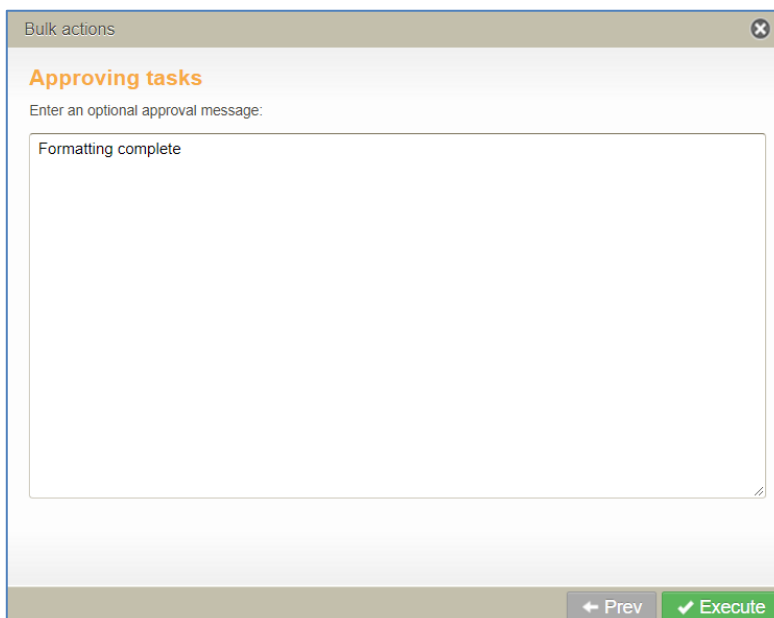 Bulk actions
Approving tasks
Enter an optional approval message:
Formatting complete
Prev
Execute